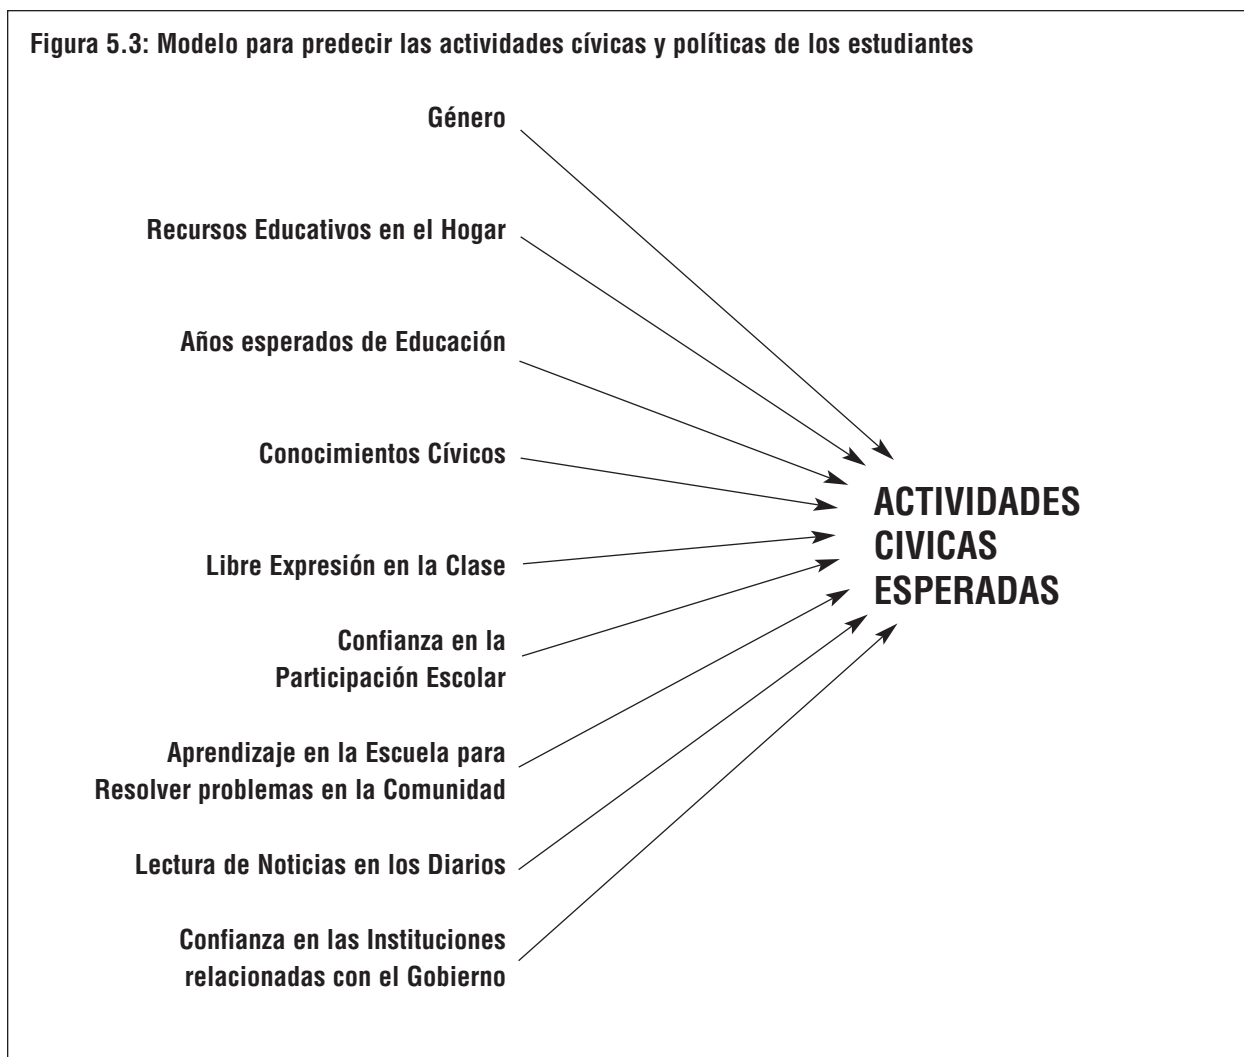 Figura 5.3: Modelo para predecir las actividades cívicas y políticas de los estudiantes
Género
Recursos Educativos en el Hogar
Años esperados de Educación
Conocimientos Cívicos
Libre Expresión en la Clase
Confianza en la
Participación Escolar
Aprendizaje en la Escuela para
Resolver problemas en la Comunidad
Lectura de Noticias en los Diarios
Confianza en las Instituciones
relacionadas con el Gobierno
ACTIVIDADES
CIVICAS
ESPERADAS